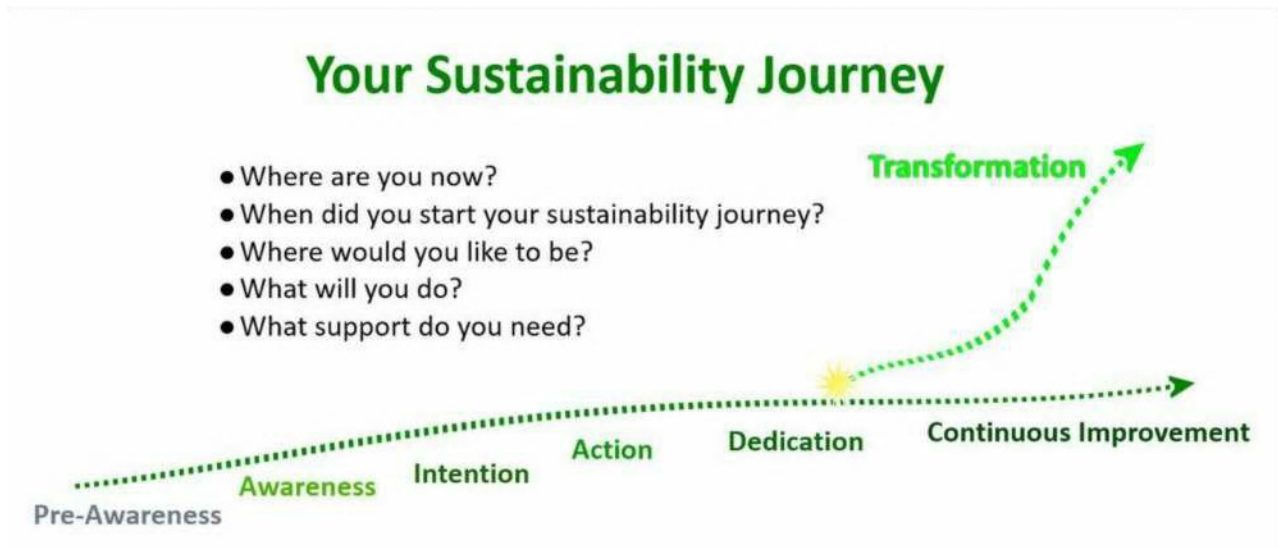 Your Sustainability Journey
● Where are you now?
● When did you start your sustainability journey?
● Where would you like to be?
● What will you do?
● What support do you need?
Transformation
Pre-Awareness
Awareness
Intention
Action
Dedication
Continuous Improvement